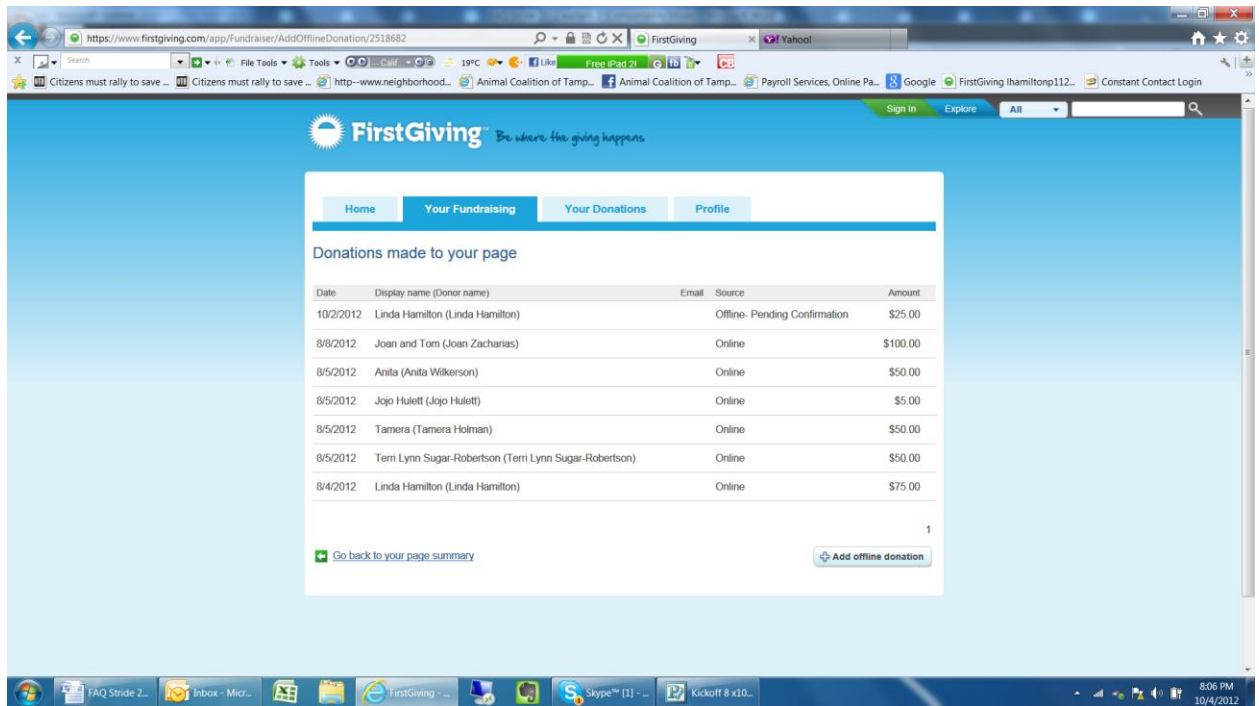 https://www.firstgiving.com/app/Fundraiser/AddOfflineDonation/2518682 FirstGiving Yahoo!
X Search File Tools Tools 19°C Like Free iPad 2!
Citizens must rally to save ... Citizens must rally to save ... http--www.neighborhood... Animal Coalition of Tamp... Animal Coalition of Tamp... Payroll Services, Online Pa... Google FirstGiving lhamiltonp112... Constant Contact Login
Sign In Explore All
FirstGiving Be where the giving happens.
Home Your Fundraising Your Donations Profile
Donations made to your page
Date Display name (Donor name) Email Source Amount
10/2/2012 Linda Hamilton (Linda Hamilton) Offline- Pending Confirmation $25.00
8/8/2012 Joan and Tom (Joan Zacharias) Online $100.00
8/5/2012 Anita (Anita Wilkerson) Online $50.00
8/5/2012 Jojo Hulett (Jojo Hulett) Online $5.00
8/5/2012 Tamera (Tamera Holman) Online $50.00
8/5/2012 Terri Lynn Sugar-Robertson (Terri Lynn Sugar-Robertson) Online $50.00
8/4/2012 Linda Hamilton (Linda Hamilton) Online $75.00
1
Go back to your page summary Add offline donation
FAQ Stride 2... Inbox - Micr... FirstGiving - ... Skype™ [1] - ... Kickoff 8 x10... 8:06 PM
10/4/2012